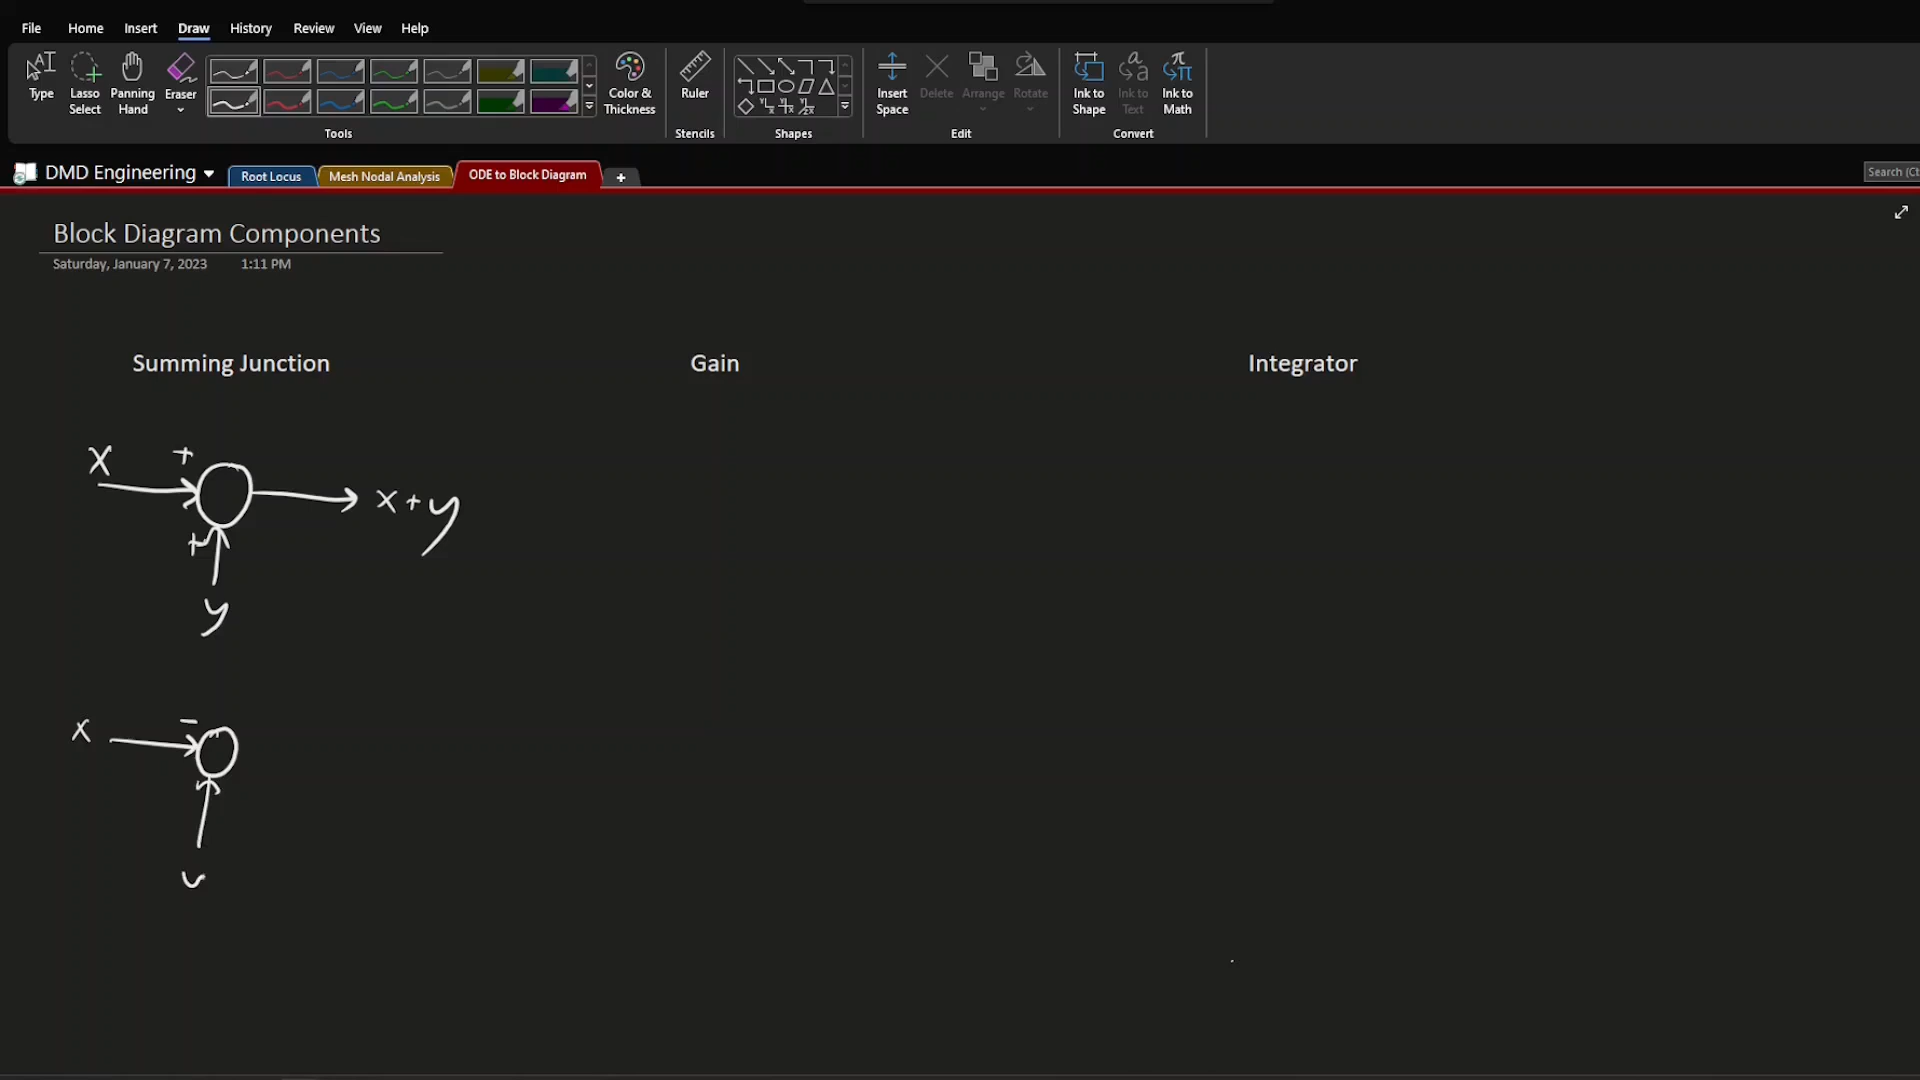 File Home Insert Draw History Review View Help
Type Lasso Select Panning Hand Eraser Color & Thickness Ruler Insert Space Delete Arrange Rotate Ink to Shape Ink to Text Ink to Math
Tools Stencils Shapes Edit Convert
DMD Engineering Root Locus Mesh Nodal Analysis ODE to Block Diagram +
Search (Ct
Block Diagram Components
Saturday, January 7, 2023 1:11 PM
Summing Junction Gain Integrator
x +
x + y
+
y
x -